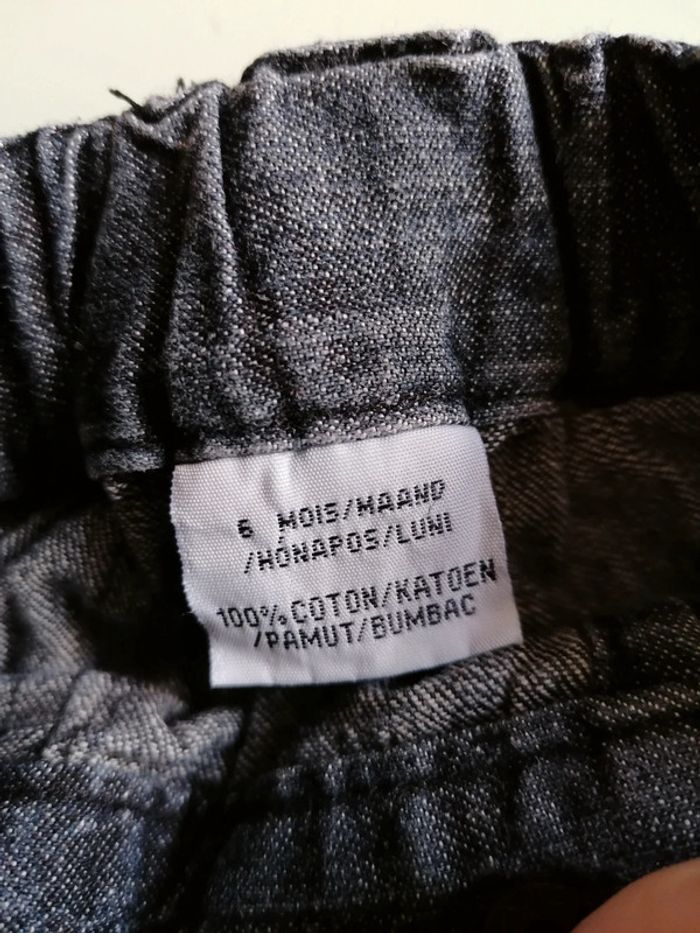 6 MOIS/MAAND
/HÓNAPOS/LUNI
100% COTON/KATOEN
/PAMUT/BUMBAC